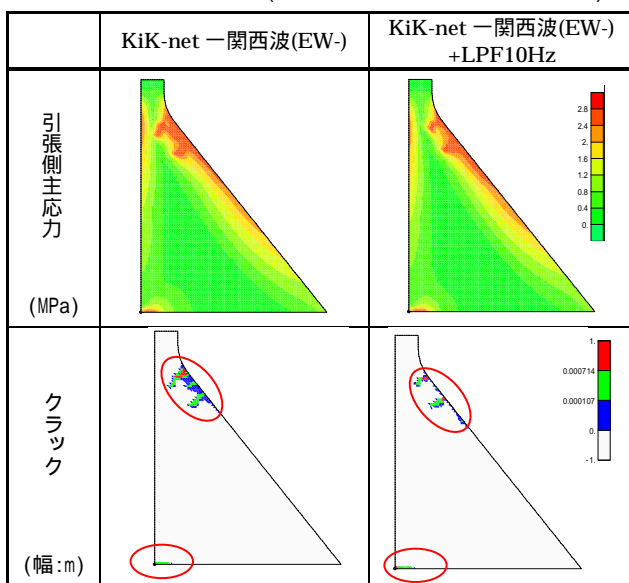 KiK-net 一関西波(EW-)
KiK-net 一関西波(EW-)
+LPF10Hz
引張側主応力
(MPa)
2.8
2.4
2.
1.6
1.2
0.8
0.4
0.
クラック
(幅:m)
1.
0.000714
0.000107
0.
-1.